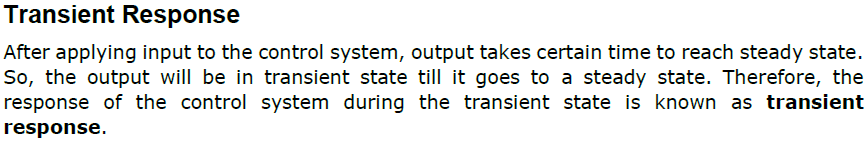 Transient Response
After applying input to the control system, output takes certain time to reach steady state.
So, the output will be in transient state till it goes to a steady state. Therefore, the
response of the control system during the transient state is known as transient
response.